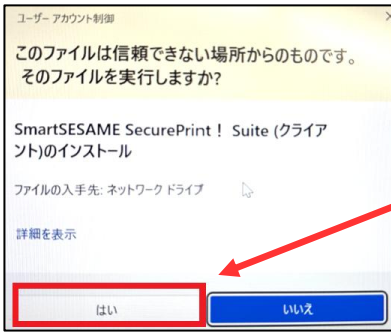 ユーザー アカウント制御
このファイルは信頼できない場所からのものです。
そのファイルを実行しますか?
SmartSESAME SecurePrint！ Suite (クライア
ント)のインストール
ファイルの入手先: ネットワーク ドライブ
詳細を表示
はい
いいえ